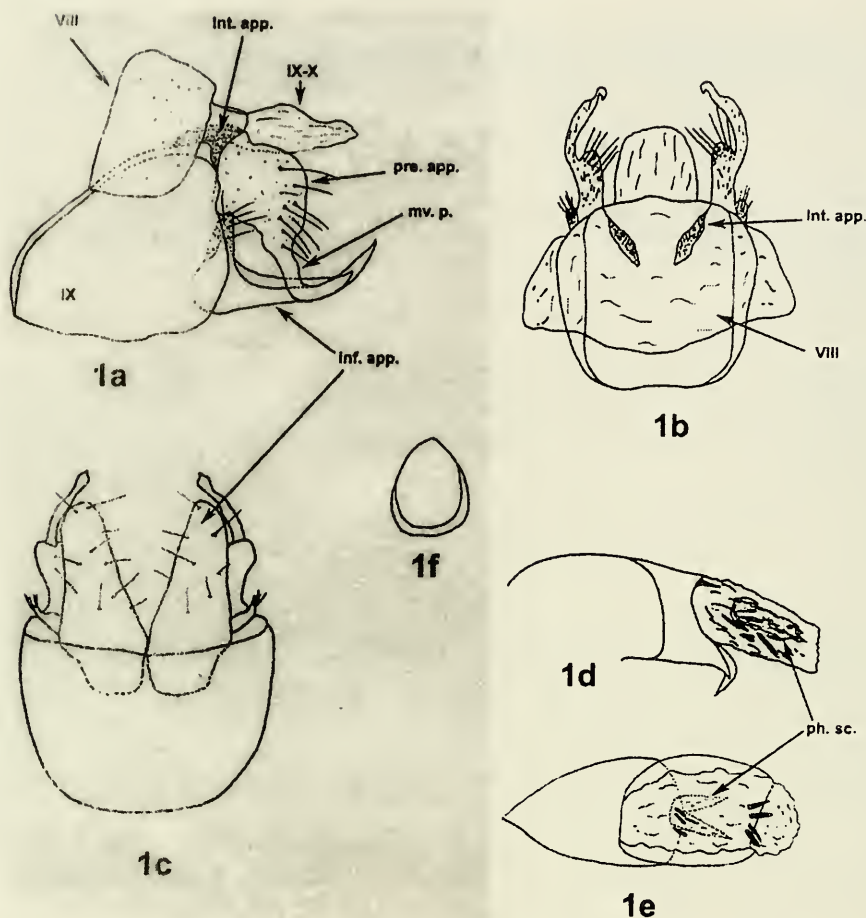 VIII
Int. app.
IX-X
pre. app.
mv. p.
IX
1a
Inf. app.
Int. app.
VIII
1b
1f
1c
1d
ph. sc.
1e